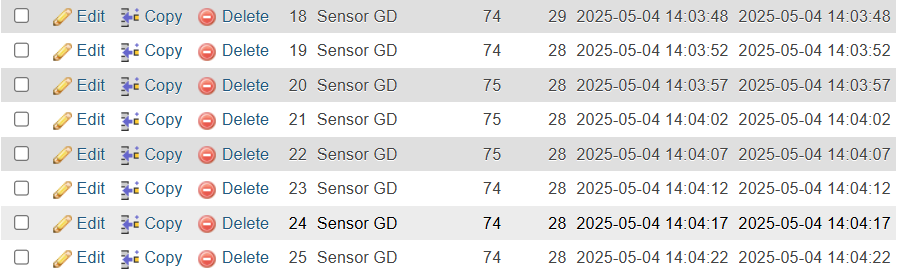 Edit Copy Delete 18 Sensor GD 74 29 2025-05-04 14:03:48 2025-05-04 14:03:48
Edit Copy Delete 19 Sensor GD 74 28 2025-05-04 14:03:52 2025-05-04 14:03:52
Edit Copy Delete 20 Sensor GD 75 28 2025-05-04 14:03:57 2025-05-04 14:03:57
Edit Copy Delete 21 Sensor GD 75 28 2025-05-04 14:04:02 2025-05-04 14:04:02
Edit Copy Delete 22 Sensor GD 75 28 2025-05-04 14:04:07 2025-05-04 14:04:07
Edit Copy Delete 23 Sensor GD 74 28 2025-05-04 14:04:12 2025-05-04 14:04:12
Edit Copy Delete 24 Sensor GD 74 28 2025-05-04 14:04:17 2025-05-04 14:04:17
Edit Copy Delete 25 Sensor GD 74 28 2025-05-04 14:04:22 2025-05-04 14:04:22